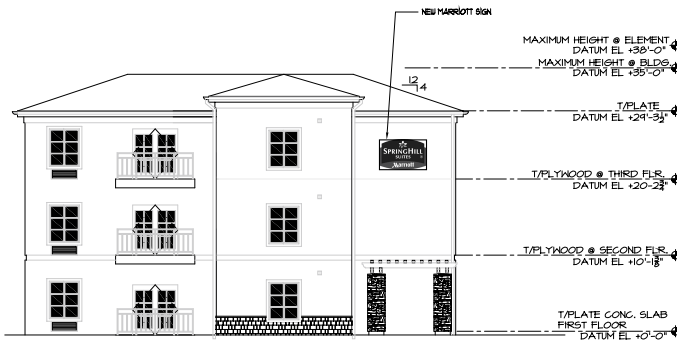 NEW MARRIOTT SIGN
MAXIMUM HEIGHT @ ELEMENT
DATUM EL +38'-0"
MAXIMUM HEIGHT @ BLDG.
DATUM EL +35'-0"
12
4
T/PLATE
DATUM EL +29'-3½"
SPRINGHILL
SUITES
Marriott
T/PLYWOOD @ THIRD FLR.
DATUM EL +20'-2¾"
T/PLYWOOD @ SECOND FLR.
DATUM EL +10'-1⅜"
T/PLATE CONC. SLAB
FIRST FLOOR
DATUM EL +0'-0"